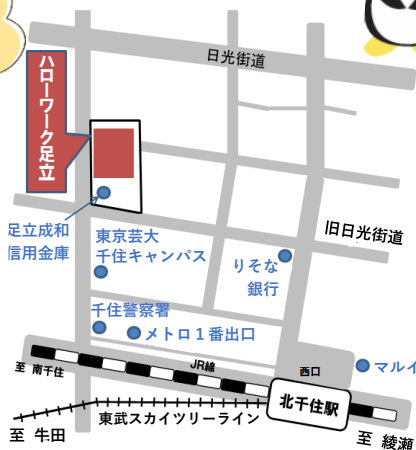 日光街道
ハローワーク足立
足立成和
信用金庫
旧日光街道
東京芸大
千住キャンパス
りそな
銀行
千住警察署
メトロ１番出口
マルイ
JR線
西口
至 南千住
北千住駅
東武スカイツリーライン
至 牛田
至 綾瀬